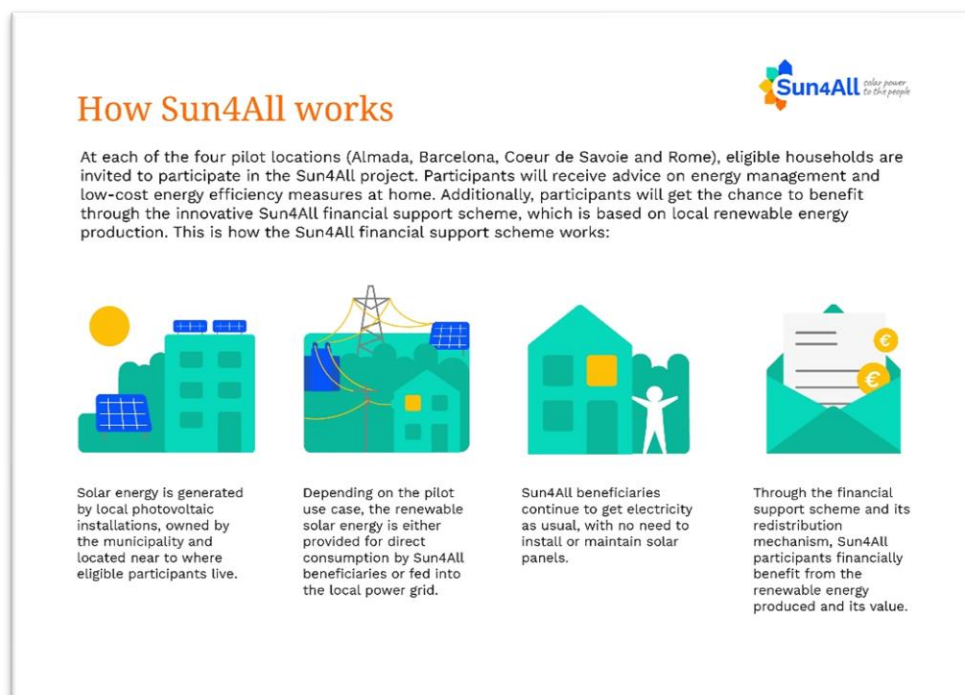 Sun4All solar power
to the people
How Sun4All works
At each of the four pilot locations (Almada, Barcelona, Coeur de Savoie and Rome), eligible households are
invited to participate in the Sun4All project. Participants will receive advice on energy management and
low-cost energy efficiency measures at home. Additionally, participants will get the chance to benefit
through the innovative Sun4All financial support scheme, which is based on local renewable energy
production. This is how the Sun4All financial support scheme works:
€
€
Solar energy is generated
by local photovoltaic
installations, owned by
the municipality and
located near to where
eligible participants live.
Depending on the pilot
use case, the renewable
solar energy is either
provided for direct
consumption by Sun4All
beneficiaries or fed into
the local power grid.
Sun4All beneficiaries
continue to get electricity
as usual, with no need to
install or maintain solar
panels.
Through the financial
support scheme and its
redistribution
mechanism, Sun4All
participants financially
benefit from the
renewable energy
produced and its value.